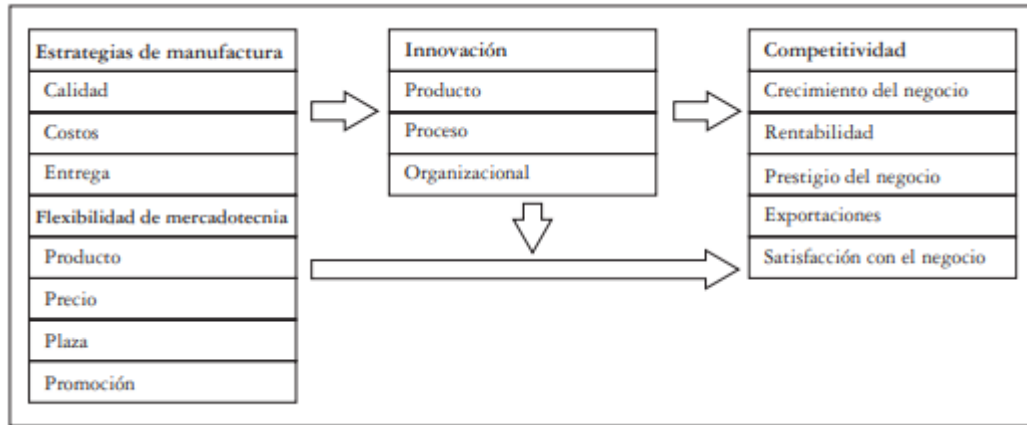 Estrategias de manufactura
Calidad
Costos
Entrega
Flexibilidad de mercadotecnia
Producto
Precio
Plaza
Promoción
Innovación
Producto
Proceso
Organizacional
Competitividad
Crecimiento del negocio
Rentabilidad
Prestigio del negocio
Exportaciones
Satisfacción con el negocio